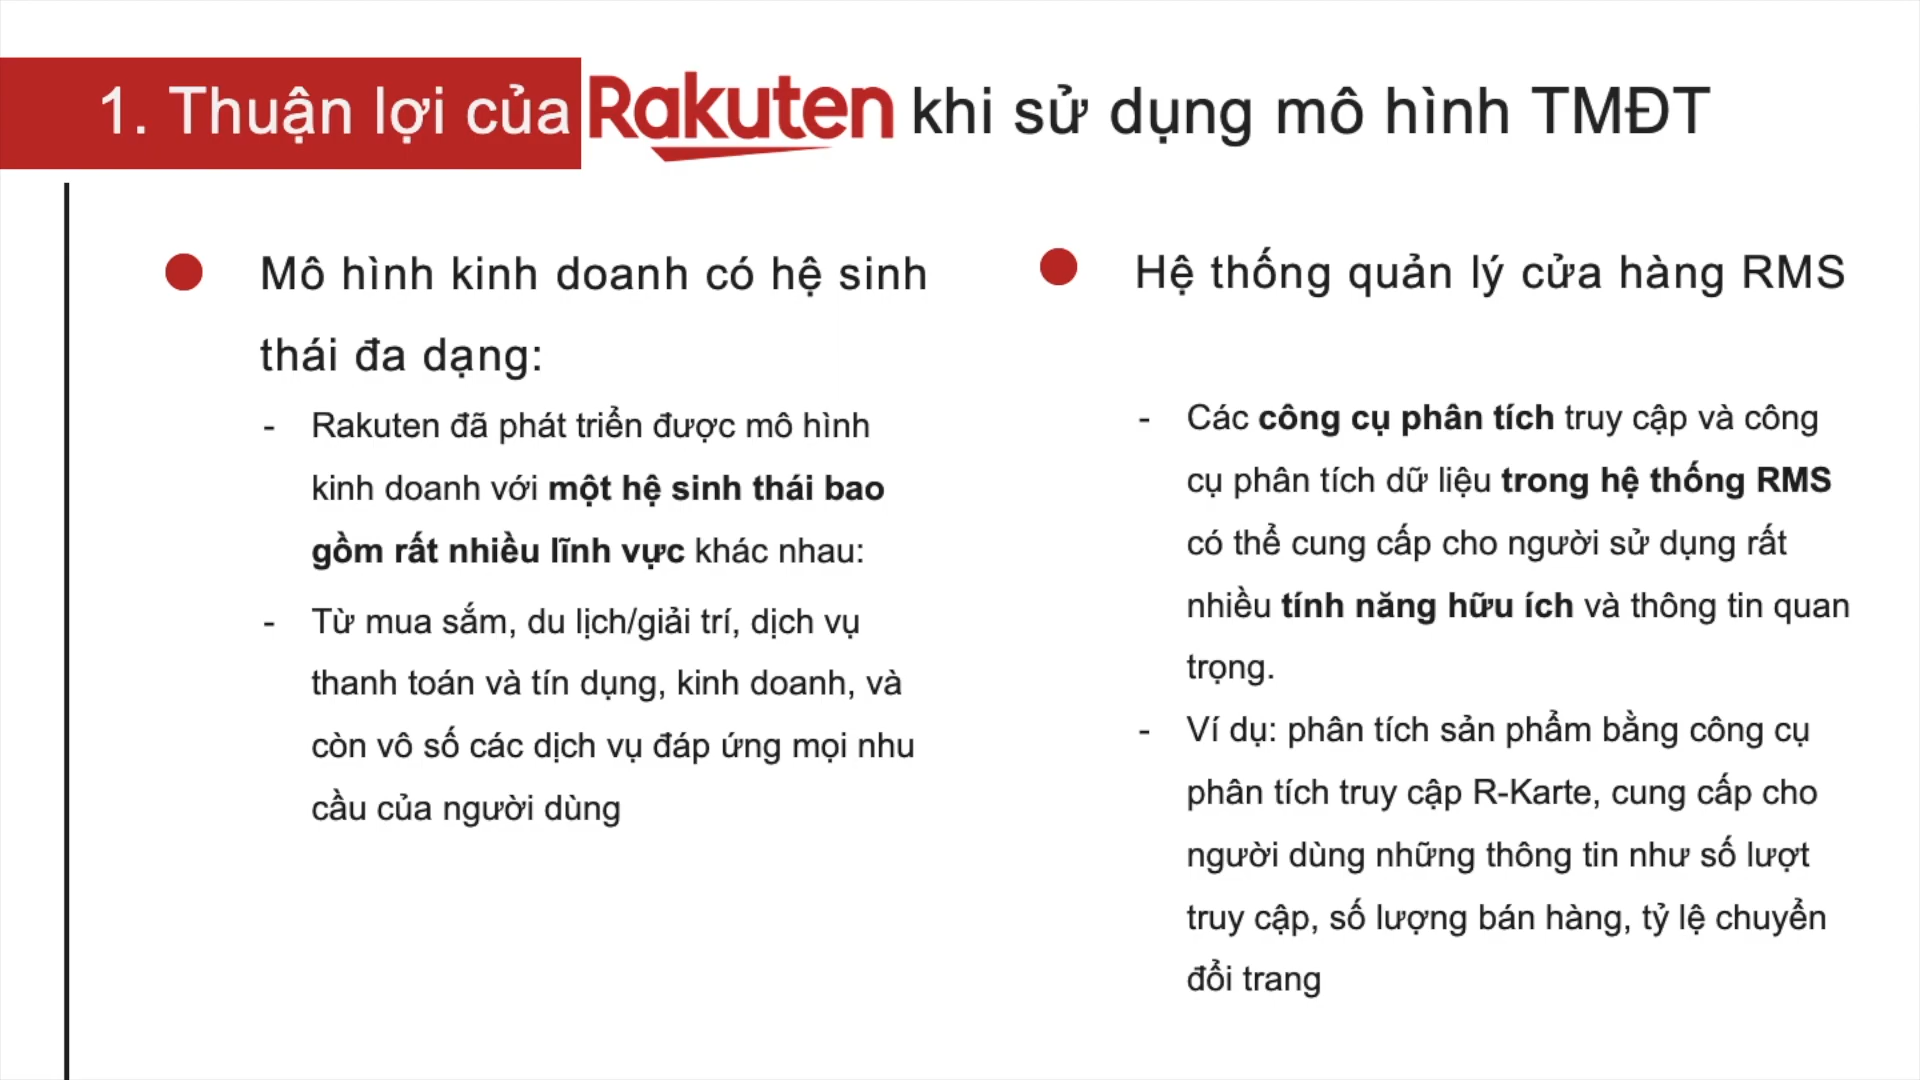 1. Thuận lợi của Rakuten khi sử dụng mô hình TMĐT
Mô hình kinh doanh có hệ sinh
thái đa dạng:
- Rakuten đã phát triển được mô hình
kinh doanh với một hệ sinh thái bao
gồm rất nhiều lĩnh vực khác nhau:
- Từ mua sắm, du lịch/giải trí, dịch vụ
thanh toán và tín dụng, kinh doanh, và
còn vô số các dịch vụ đáp ứng mọi nhu
cầu của người dùng
Hệ thống quản lý cửa hàng RMS
- Các công cụ phân tích truy cập và công
cụ phân tích dữ liệu trong hệ thống RMS
có thể cung cấp cho người sử dụng rất
nhiều tính năng hữu ích và thông tin quan
trọng.
- Ví dụ: phân tích sản phẩm bằng công cụ
phân tích truy cập R-Karte, cung cấp cho
người dùng những thông tin như số lượt
truy cập, số lượng bán hàng, tỷ lệ chuyển
đổi trang